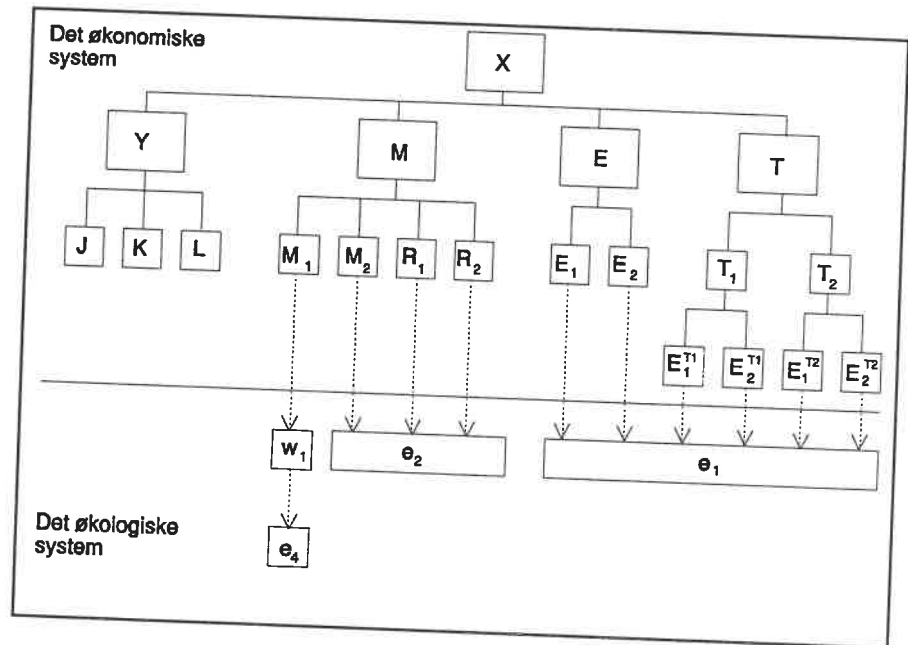 Det økonomiske
system
X
Y M E T
J K L M₁ M₂ R₁ R₂ E₁ E₂ T₁ T₂
E₁ᵀ¹ E₂ᵀ¹ E₁ᵀ² E₂ᵀ²
w₁ e₂ e₁
Det økologiske
system
e₄